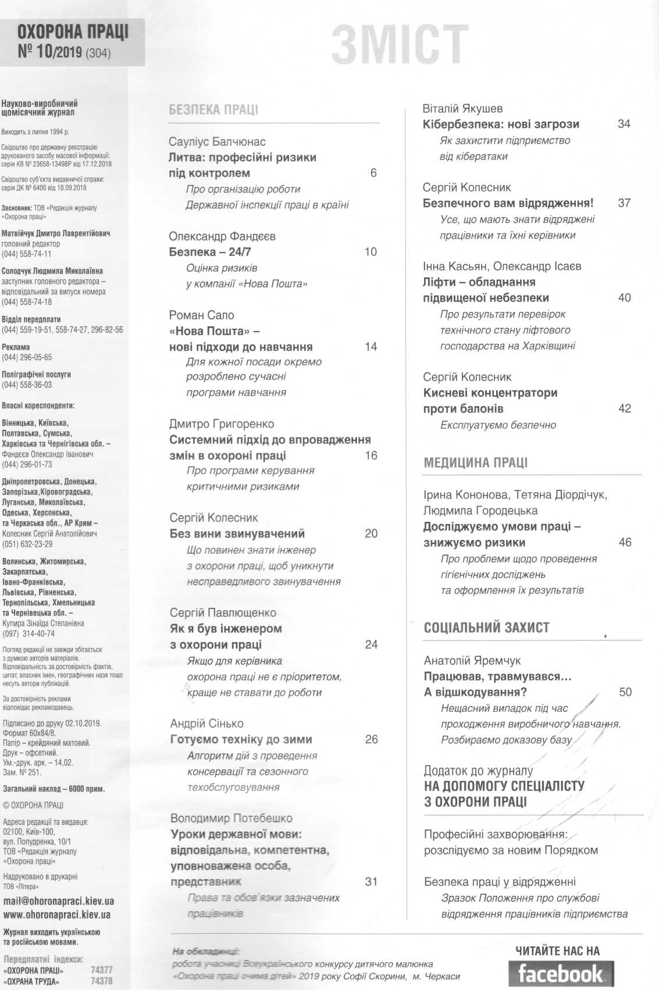 ОХОРОНА ПРАЦІ
№ 10/2019 (304)
ЗМІСТ
Науково-виробничий
щомісячний журнал
Виходить з липня 1994 р.
Свідоцтво про державну реєстрацію
друкованого засобу масової інформації:
серія КВ № 23658-13498Р від 17.12.2018
Свідоцтво суб'єкта видавничої справи:
серія ДК № 6400 від 18.09.2018
Засновник: ТОВ «Редакція журналу
«Охорона праці»
Матвійчук Дмитро Лаврентійович
головний редактор
(044) 558-74-11
Солодчук Людмила Миколаївна
заступник головного редактора –
відповідальний за випуск номера
(044) 558-74-18
Відділ передплати
(044) 559-19-51, 558-74-27, 296-82-56
Реклама
(044) 296-05-65
Поліграфічні послуги
(044) 558-36-03
Власні кореспонденти:
Вінницька, Київська,
Полтавська, Сумська,
Харківська та Чернігівська обл. –
Фандєєв Олександр Іванович
(044) 296-01-73
Дніпропетровська, Донецька,
Запорізька,Кіровоградська,
Луганська, Миколаївська,
Одеська, Херсонська,
та Черкаська обл., АР Крим –
Колесник Сергій Анатолійович
(051) 632-23-29
Волинська, Житомирська,
Закарпатська,
Івано-Франківська,
Львівська, Рівненська,
Тернопільська, Хмельницька
та Чернівецька обл. –
Купира Зінаїда Степанівна
(097) 314-40-74
Погляд редакції не завжди збігається
з думкою авторів матеріалів.
Відповідальність за достовірність фактів,
цитат, власних імен, географічних назв тощо
несуть автори публікацій.
За достовірність реклами
відповідає рекламодавець.
Підписано до друку 02.10.2019.
Формат 60х84/8.
Папір – крейдяний матовий.
Друк – офсетний.
Ум.-друк. арк. – 14,02.
Зам. № 251.
Загальний наклад – 6000 прим.
© ОХОРОНА ПРАЦІ
Адреса редакції та видавця:
02100, Київ-100,
вул. Попудренка, 10/1
ТОВ «Редакція журналу
«Охорона праці»
Надруковано в друкарні
ТОВ «Літера»
mail@ohoronapraci.kiev.ua
www.ohoronapraci.kiev.ua
Журнал виходить українською
та російською мовами.
Передплатні індекси:
«ОХОРОНА ПРАЦІ» 74377
«ОХРАНА ТРУДА» 74378
БЕЗПЕКА ПРАЦІ
Сауліус Балчюнас
Литва: професійні ризики
під контролем 6
Про організацію роботи
Державної інспекції праці в країні
Олександр Фандєєв
Безпека – 24/7 10
Оцінка ризиків
у компанії «Нова Пошта»
Роман Сало
«Нова Пошта» –
нові підходи до навчання 14
Для кожної посади окремо
розроблено сучасні
програми навчання
Дмитро Григоренко
Системний підхід до впровадження
змін в охороні праці 16
Про програми керування
критичними ризиками
Сергій Колесник
Без вини звинувачений 20
Що повинен знати інженер
з охорони праці, щоб уникнути
несправедливого звинувачення
Сергій Павлющенко
Як я був інженером
з охорони праці 24
Якщо для керівника
охорона праці не є пріоритетом,
краще не ставати до роботи
Андрій Сінько
Готуємо техніку до зими 26
Алгоритм дій з проведення
консервації та сезонного
техобслуговування
Володимир Потебешко
Уроки державної мови:
відповідальна, компетентна,
уповноважена особа,
представник 31
Права та обов'язки зазначених
працівників
Віталій Якушев
Кібербезпека: нові загрози 34
Як захистити підприємство
від кібератаки
Сергій Колесник
Безпечного вам відрядження! 37
Усе, що мають знати відряджені
працівники та їхні керівники
Інна Касьян, Олександр Ісаєв
Ліфти – обладнання
підвищеної небезпеки 40
Про результати перевірок
технічного стану ліфтового
господарства на Харківщині
Сергій Колесник
Кисневі концентратори
проти балонів 42
Експлуатуємо безпечно
МЕДИЦИНА ПРАЦІ
Ірина Кононова, Тетяна Діордічук,
Людмила Городецька
Досліджуємо умови праці –
знижуємо ризики 46
Про проблеми щодо проведення
гігієнічних досліджень
та оформлення їх результатів
СОЦІАЛЬНИЙ ЗАХИСТ
Анатолій Яремчук
Працював, травмувався...
А відшкодування? 50
Нещасний випадок під час
проходження виробничого навчання.
Розбираємо доказову базу
Додаток до журналу
НА ДОПОМОГУ СПЕЦІАЛІСТУ
З ОХОРОНИ ПРАЦІ
Професійні захворювання:
розслідуємо за новим Порядком
Безпека праці у відрядженні
Зразок Положення про службові
відрядження працівників підприємства
На обкладинці:
робота учасниці Всеукраїнського конкурсу дитячого малюнка
«Охорона праці очима дітей» 2019 року Софії Скорини, м. Черкаси
ЧИТАЙТЕ НАС НА
facebook